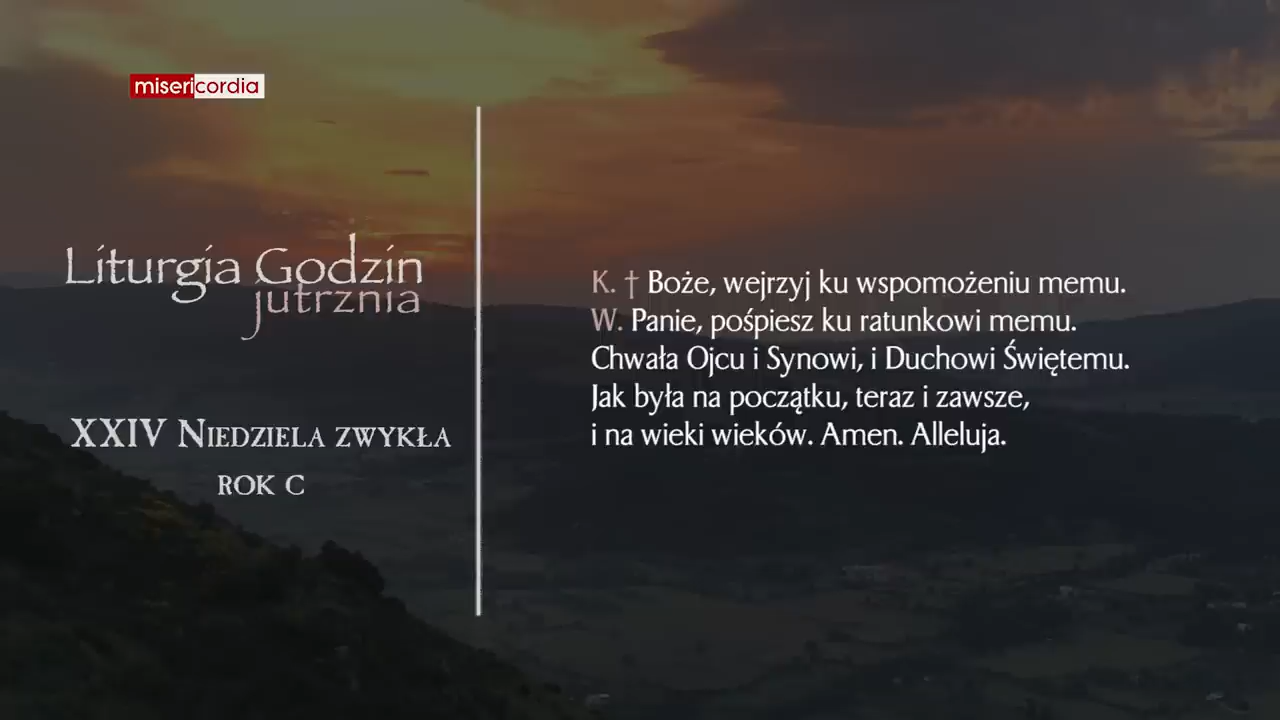 misericordia
Liturgia Godzin
jutrznia
XXIV Niedziela zwykła
rok C
K. † Boże, wejrzyj ku wspomożeniu memu.
W. Panie, pośpiesz ku ratunkowi memu.
Chwała Ojcu i Synowi, i Duchowi Świętemu.
Jak była na początku, teraz i zawsze,
i na wieki wieków. Amen. Alleluja.